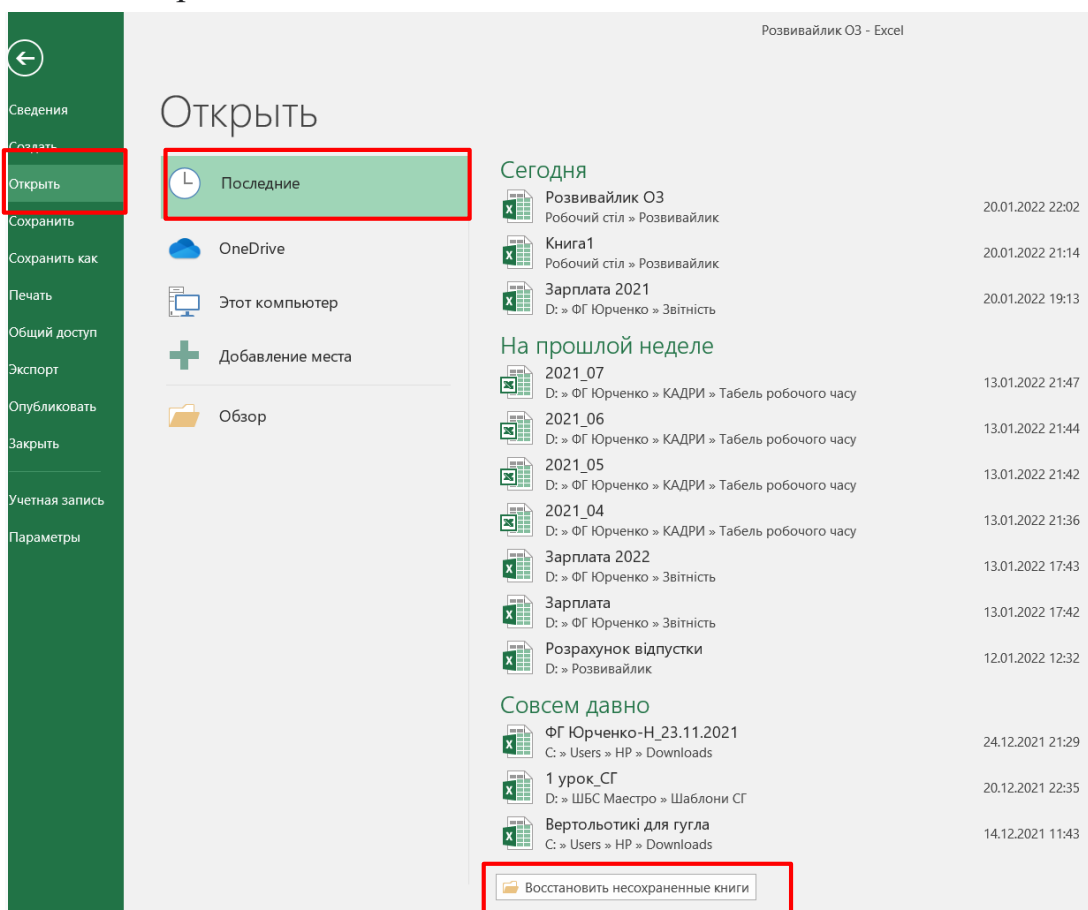 Розвивайлик ОЗ - Excel
Сведения
Создать
Открыть
Сохранить
Сохранить как
Печать
Общий доступ
Экспорт
Опубликовать
Закрыть
Учетная запись
Параметры
Открыть
Последние
OneDrive
Этот компьютер
Добавление места
Обзор
Сегодня
Розвивайлик ОЗ
Робочий стіл » Розвивайлик
20.01.2022 22:02
Книга1
Робочий стіл » Розвивайлик
20.01.2022 21:14
Зарплата 2021
D: » ФГ Юрченко » Звітність
20.01.2022 19:13
На прошлой неделе
2021_07
D: » ФГ Юрченко » КАДРИ » Табель робочого часу
13.01.2022 21:47
2021_06
D: » ФГ Юрченко » КАДРИ » Табель робочого часу
13.01.2022 21:44
2021_05
D: » ФГ Юрченко » КАДРИ » Табель робочого часу
13.01.2022 21:42
2021_04
D: » ФГ Юрченко » КАДРИ » Табель робочого часу
13.01.2022 21:36
Зарплата 2022
D: » ФГ Юрченко » Звітність
13.01.2022 17:43
Зарплата
D: » ФГ Юрченко » Звітність
13.01.2022 17:42
Розрахунок відпустки
D: » Розвивайлик
12.01.2022 12:32
Совсем давно
ФГ Юрченко-Н_23.11.2021
C: » Users » HP » Downloads
24.12.2021 21:29
1 урок_СГ
D: » ШБС Маестро » Шаблони СГ
20.12.2021 22:35
Вертольотикі для гугла
C: » Users » HP » Downloads
14.12.2021 11:43
Восстановить несохраненные книги